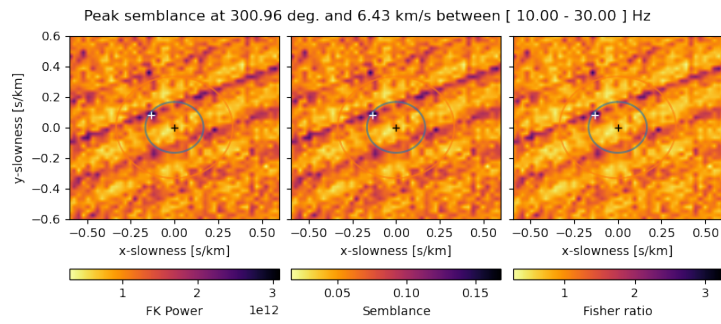 Peak semblance at 300.96 deg. and 6.43 km/s between [ 10.00 - 30.00 ] Hz
y-slowness [s/km]
0.6
0.4
0.2
0.0
−0.2
−0.4
−0.6
−0.50 −0.25 0.00 0.25 0.50
−0.50 −0.25 0.00 0.25 0.50
−0.50 −0.25 0.00 0.25 0.50
x-slowness [s/km]
x-slowness [s/km]
x-slowness [s/km]
1 2 3
1e12
FK Power
0.05 0.10 0.15
Semblance
1 2 3
Fisher ratio